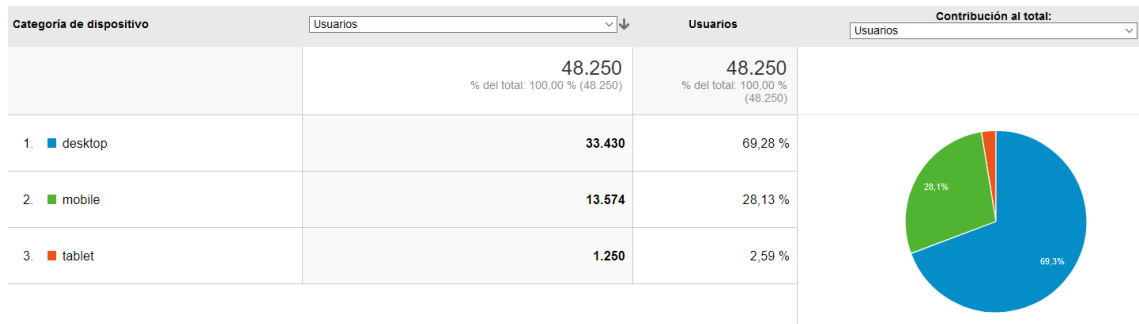 Categoría de dispositivo
Usuarios
Usuarios
Contribución al total:
Usuarios
48.250
% del total: 100,00 % (48.250)
48.250
% del total: 100,00 %
(48.250)
1. desktop 33.430 69,28 %
2. mobile 13.574 28,13 %
3. tablet 1.250 2,59 %
28,1%
69,3%